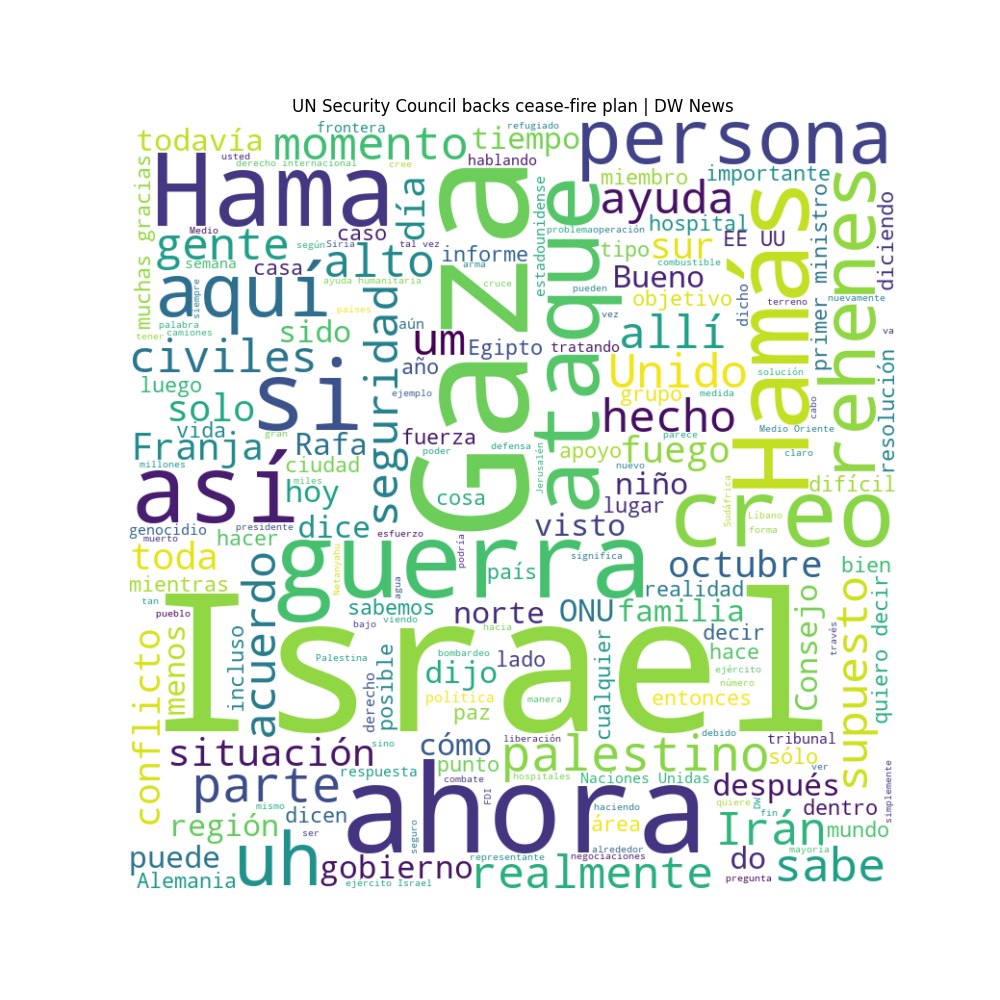 UN Security Council backs cease-fire plan | DW News
todavía
frontera
momento
tiempo
refugiado
persona
usted
derecho internacional
cree
hablando
Hama
Gaza
día
muchas gracias
miembro
importante
ayuda
ataque
estadounidense
Hamás
rehenes
primer ministro
diciendo
Medio
gente
según
Siria
caso
tal vez
semana
casa
alto
informe
arma
problema
operación
hospital
tipo
sur
EE UU
pueden
combustible
Bueno
aquí
siempre
ayuda humanitaria
cruce
objetivo
dicho
terreno
nuevamente
palabra
camiones
tener
países
seguridad
aún
vez
allí
va
sido
um
Egipto
tratando
civiles
si
año
Unido
solución
resolución
luego
ejemplo
grupo
medida
cabo
solo
hecho
creo
vida
gran
fuerza
Medio Oriente
Franja
Rafa
poder
defensa
apoyo
fuego
parece
claro
millones
ciudad
Jerusalén
nuevo
así
miles
hoy
cosa
niño
lugar
Sudáfrica
Líbano
forma
difícil
genocidio
presidente
dice
esfuerzo
visto
muerto
hacer
toda
guerra
Netanyahu
podría
significa
octubre
bien
mientras
acuerdo
país
realidad
agua
tan
pueblo
sabemos
norte
ONU
familia
Consejo
supuesto
quiero decir
través
Israel
bajo
viendo
hacia
decir
conflicto
menos
incluso
Palestina
posible
bombardeo
lado
cualquier
hace
ejército
derecho
dijo
número
política
manera
entonces
paz
debido
situación
sino
cómo
liberación
palestino
tribunal
sólo
ver
parte
respuesta
punto
combate
hospitales
Naciones Unidas
después
simplemente
ahora
FDI
mismo
dicen
haciendo
quiere
DW
fin
dentro
región
ser
área
Irán
mundo
puede
uh
seguro
gobierno
representante
negociaciones
alrededor
mayoría
do
sabe
Alemania
ejército Israel
realmente
pregunta